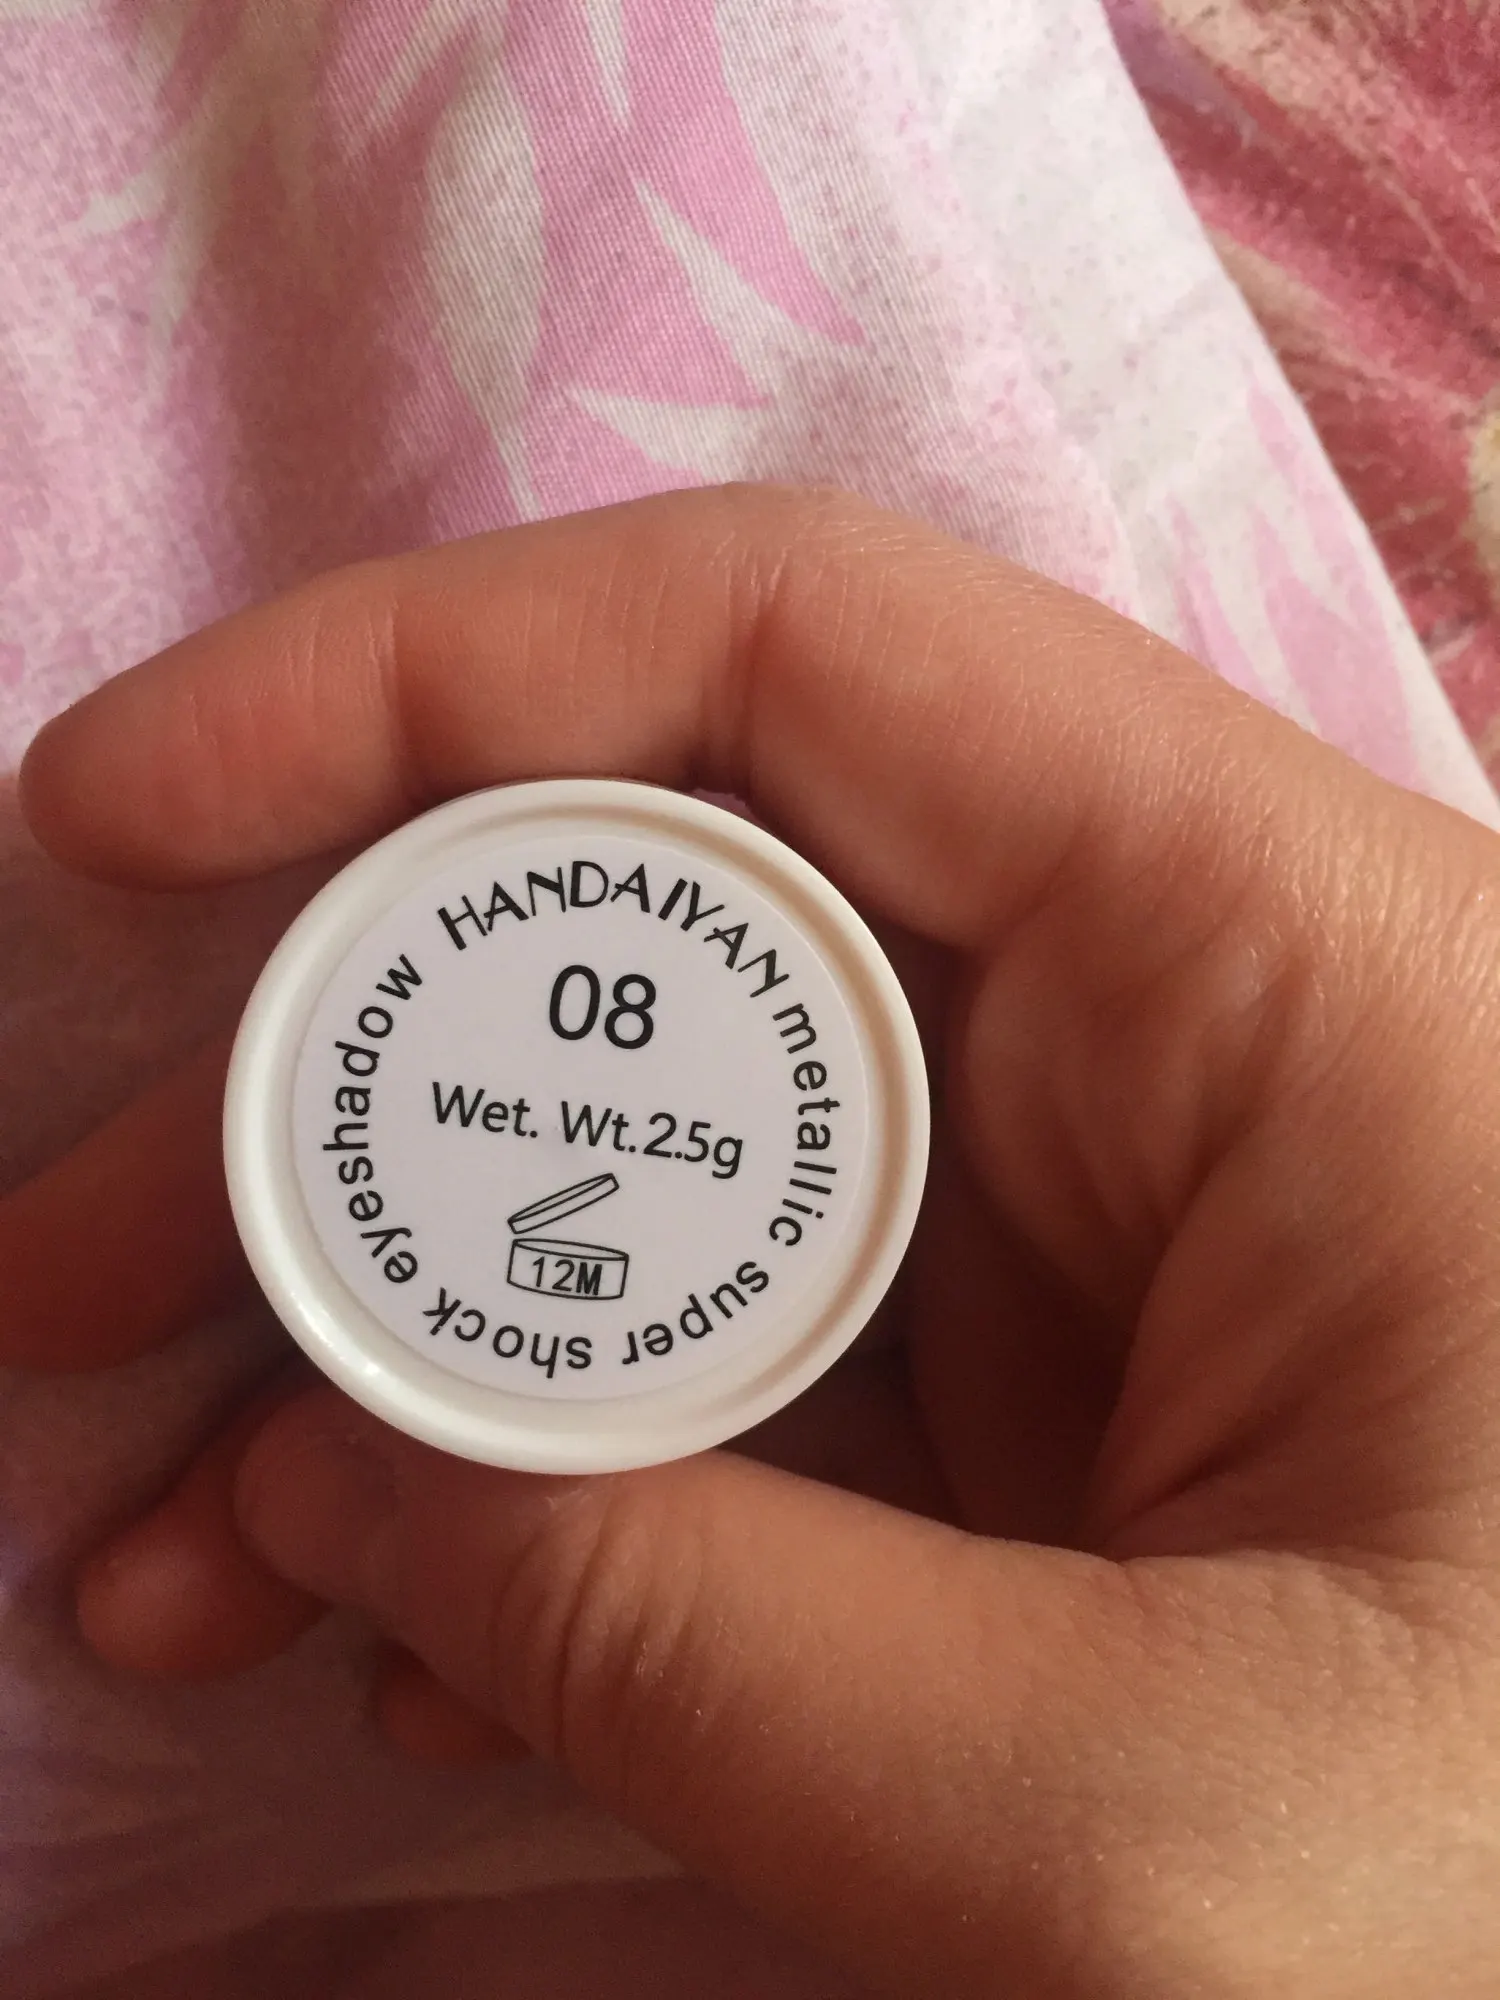 HANDAIYAN metallic super shock eyeshadow
08
Wet. Wt.2.5g
12M